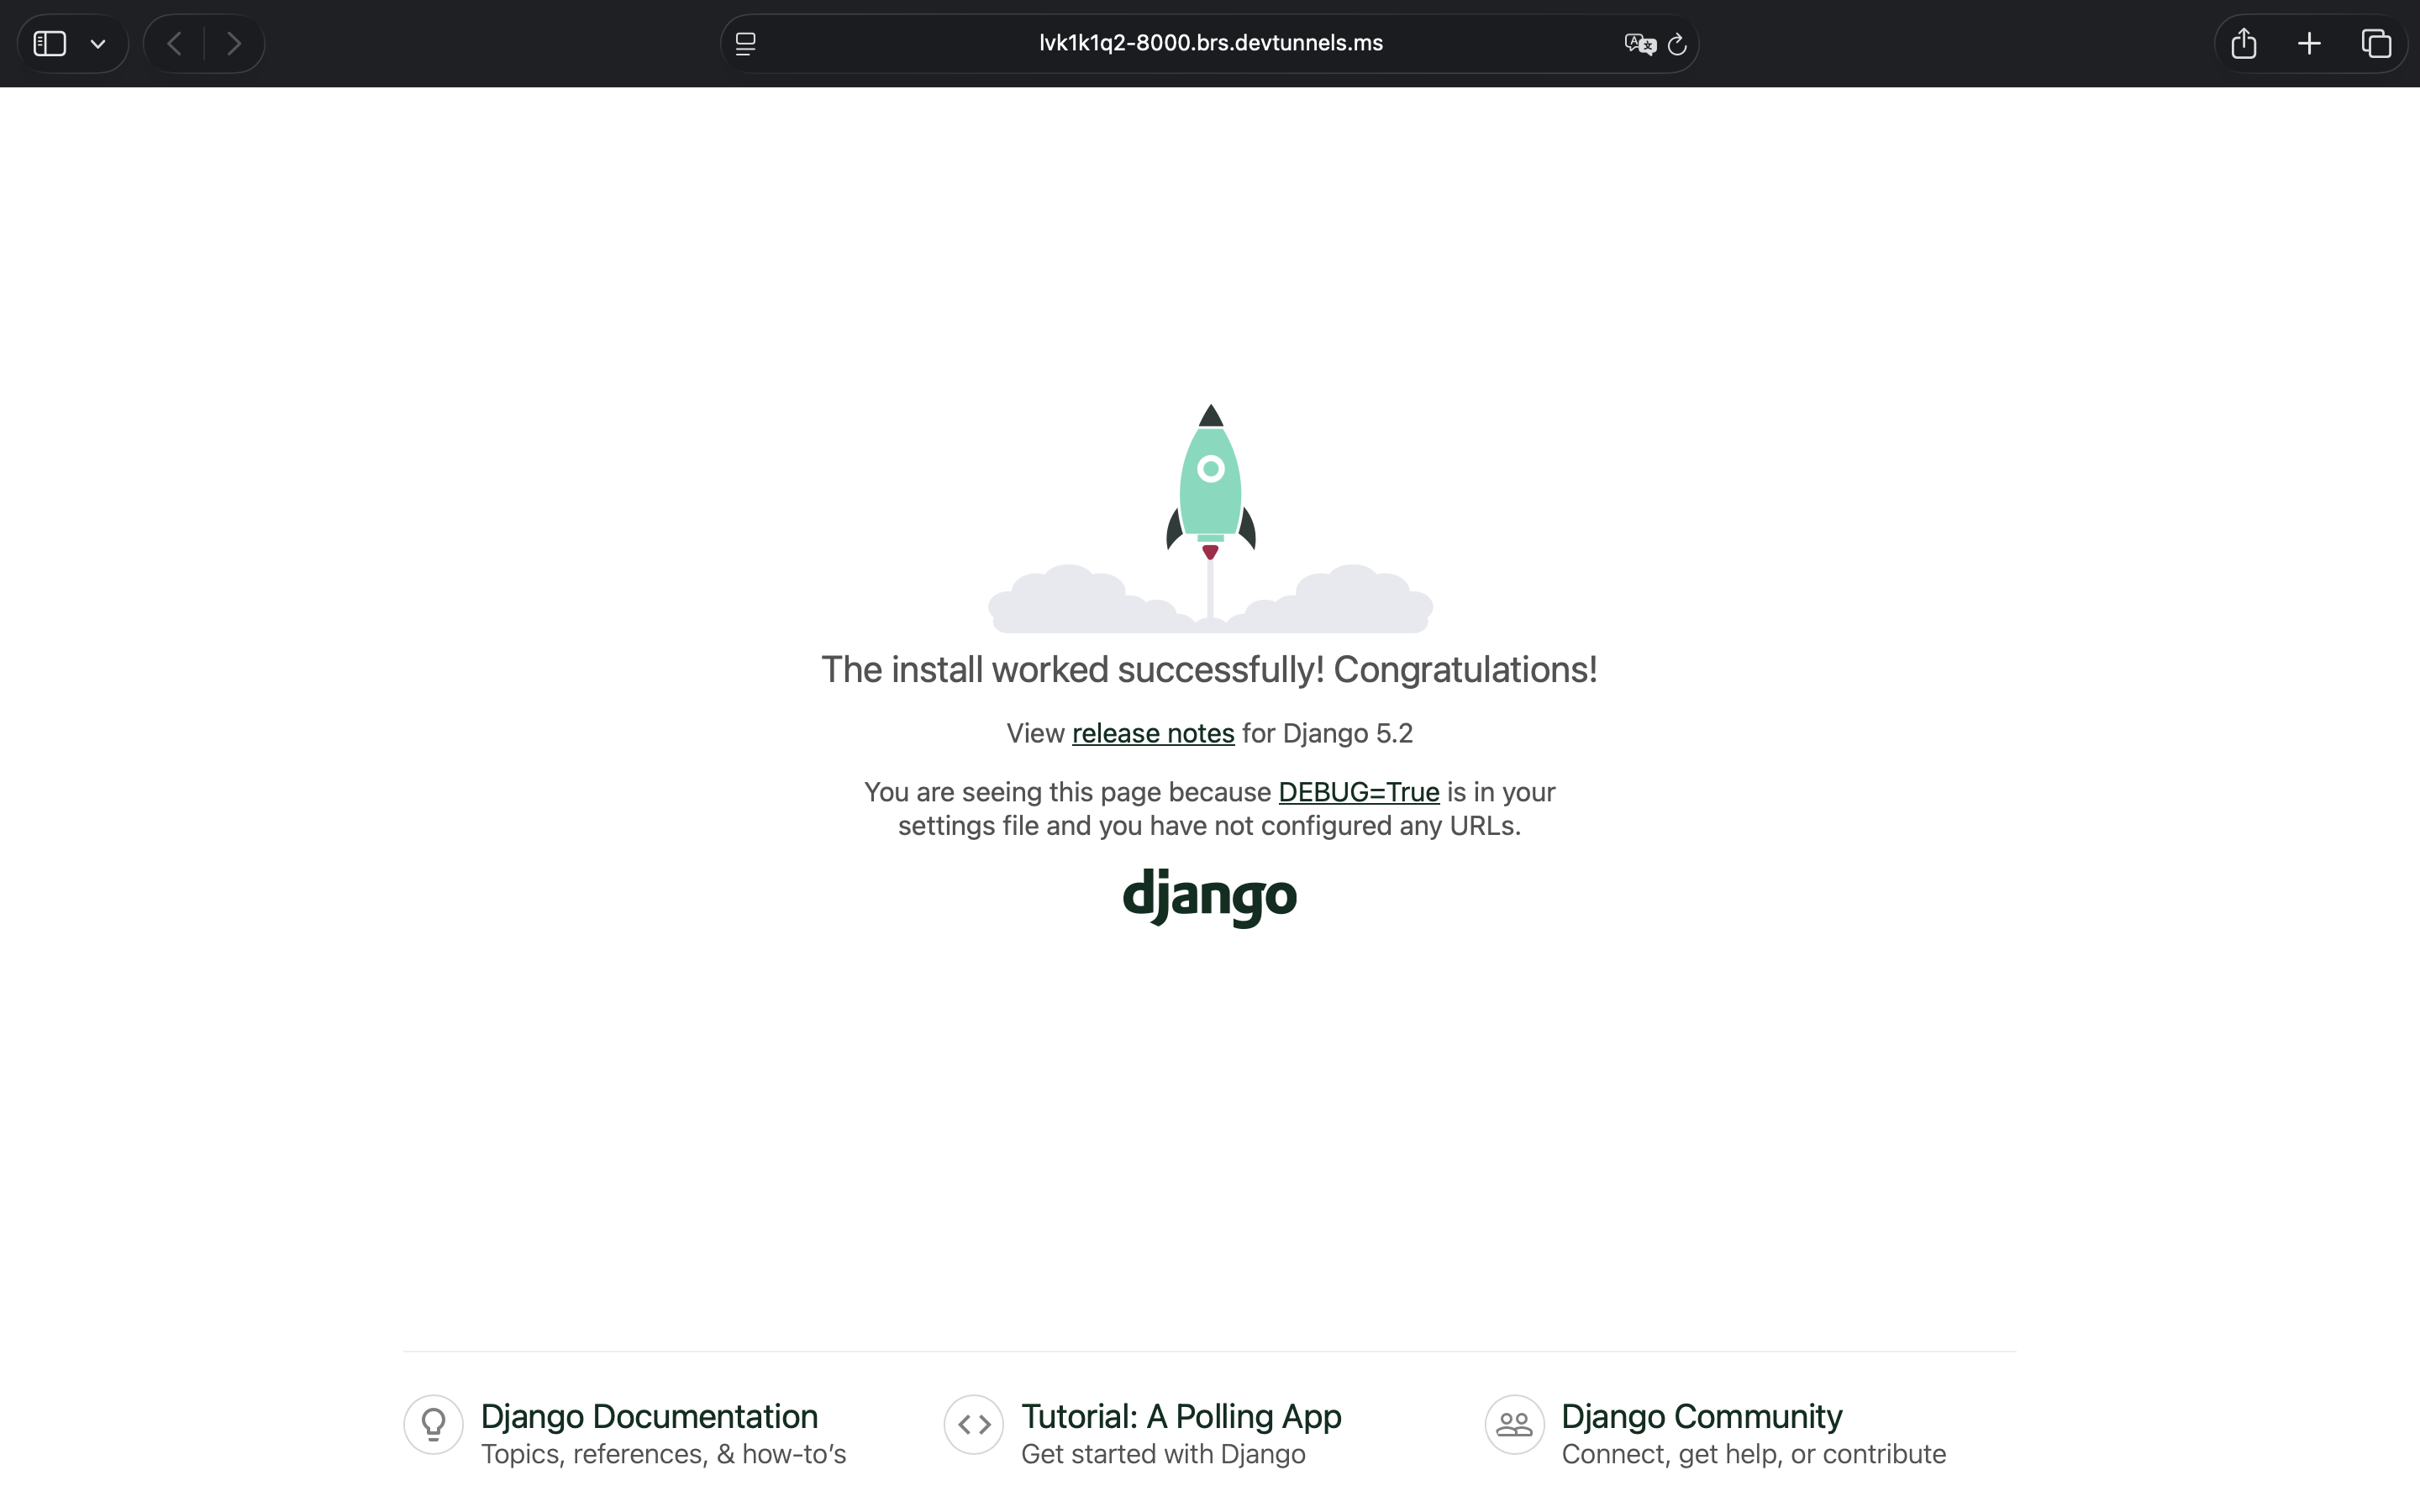 lvk1k1q2-8000.brs.devtunnels.ms
The install worked successfully! Congratulations!
View release notes for Django 5.2
You are seeing this page because DEBUG=True is in your
settings file and you have not configured any URLs.
django
Django Documentation
Topics, references, & how-to’s
Tutorial: A Polling App
Get started with Django
Django Community
Connect, get help, or contribute